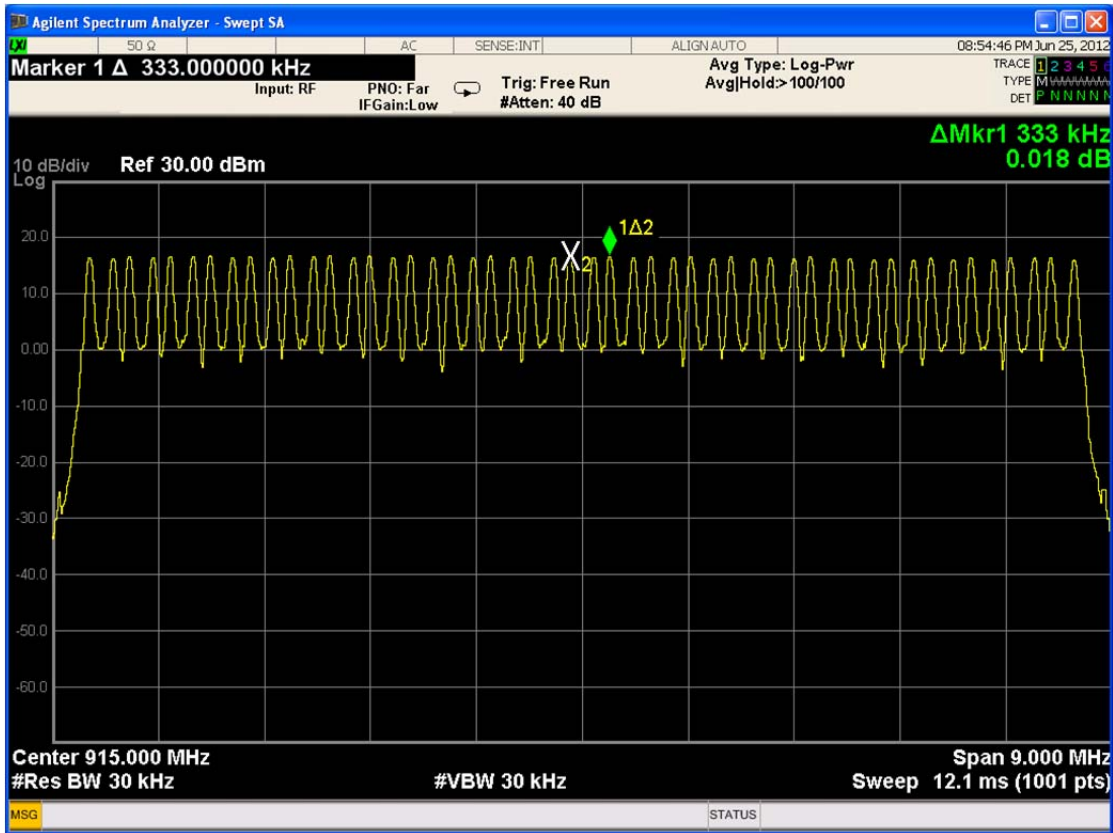 Agilent Spectrum Analyzer - Swept SA
LXI 50 Ω AC SENSE:INT ALIGN AUTO 08:54:46 PM Jun 25, 2012
Marker 1 Δ 333.000000 kHz
Input: RF
PNO: Far
IFGain:Low
Trig: Free Run
#Atten: 40 dB
Avg Type: Log-Pwr
Avg|Hold:>100/100
TRACE 1 2 3 4 5 6
TYPE M
DET P N N N N N
ΔMkr1 333 kHz
0.018 dB
10 dB/div Ref 30.00 dBm
Log
1Δ2
X2
20.0
10.0
0.00
-10.0
-20.0
-30.0
-40.0
-50.0
-60.0
Center 915.000 MHz Span 9.000 MHz
#Res BW 30 kHz #VBW 30 kHz Sweep 12.1 ms (1001 pts)
MSG STATUS